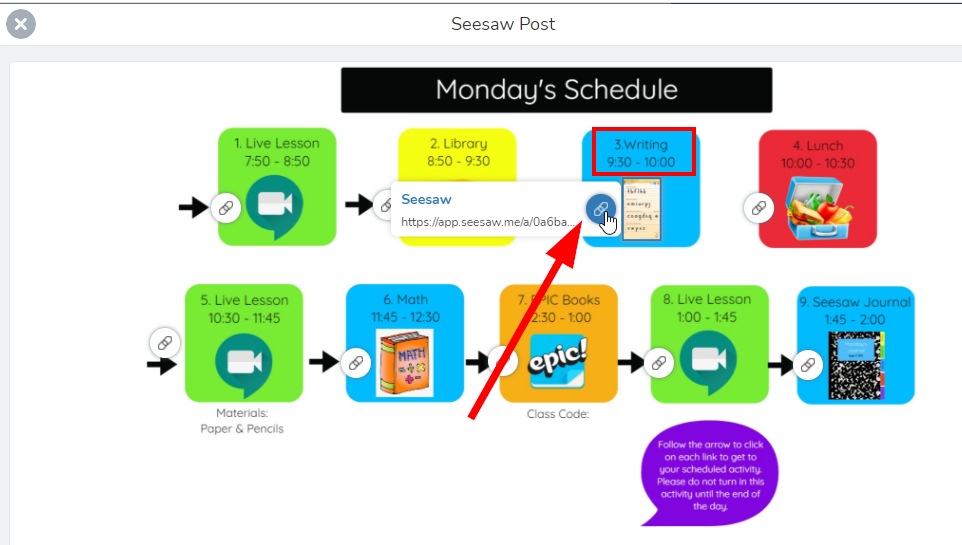 Seesaw Post
Monday's Schedule
1. Live Lesson
7:50 - 8:50
2. Library
8:50 - 9:30
3.Writing
9:30 - 10:00
4. Lunch
10:00 - 10:30
Seesaw
https://app.seesaw.me/a/0a6ba...
5. Live Lesson
10:30 - 11:45
6. Math
11:45 - 12:30
MATH
7. EPIC Books
2:30 - 1:00
epic!
8. Live Lesson
1:00 - 1:45
9. Seesaw Journal
1:45 - 2:00
Monday's
Materials:
Paper & Pencils
Class Code:
Follow the arrow to click
on each link to get to
your scheduled activity.
Please do not turn in this
activity until the end of
the day.